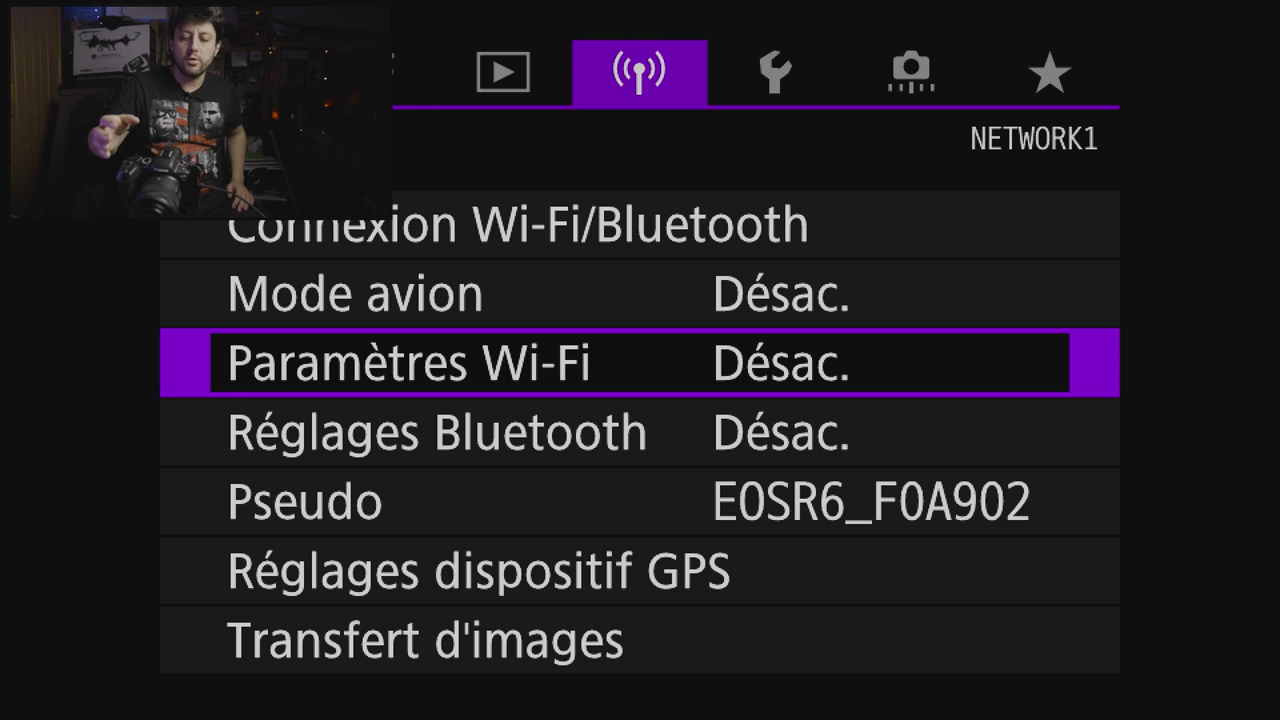 NETWORK1
Connexion Wi-Fi/Bluetooth
Mode avion Désac.
Paramètres Wi-Fi Désac.
Réglages Bluetooth Désac.
Pseudo EOSR6_F0A902
Réglages dispositif GPS
Transfert d'images